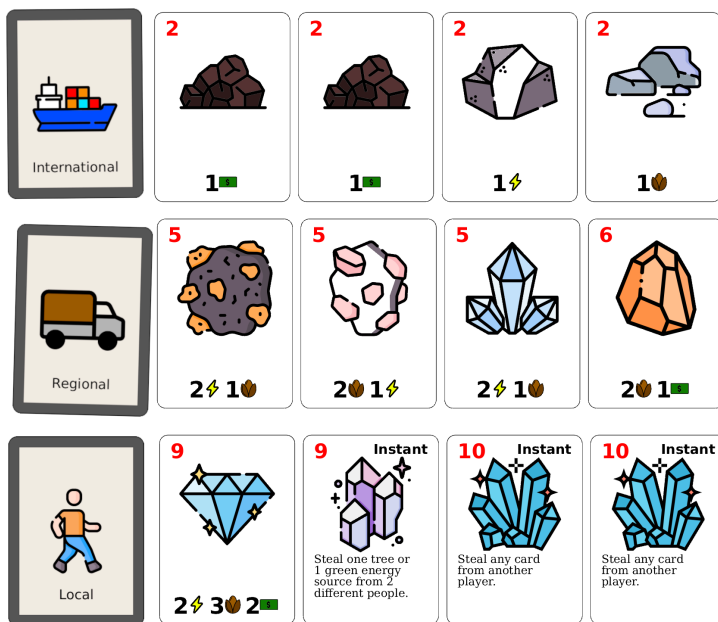 2
2
2
2
International
1 $
1 $
1
1
5
5
5
6
Regional
2 1
2 1
2 1
2 1 $
9
9 Instant
10 Instant
10 Instant
Steal one tree or
1 green energy
source from 2
different people.
Steal any card
from another
player.
Steal any card
from another
player.
Local
2 3 2 $